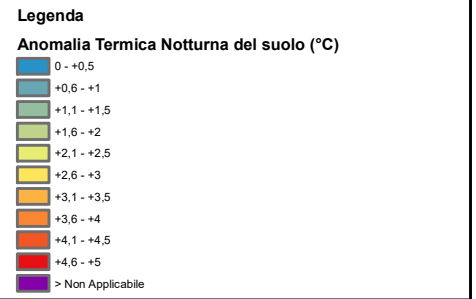 Legenda
Anomalia Termica Notturna del suolo (°C)
0 - +0,5
+0,6 - +1
+1,1 - +1,5
+1,6 - +2
+2,1 - +2,5
+2,6 - +3
+3,1 - +3,5
+3,6 - +4
+4,1 - +4,5
+4,6 - +5
> Non Applicabile